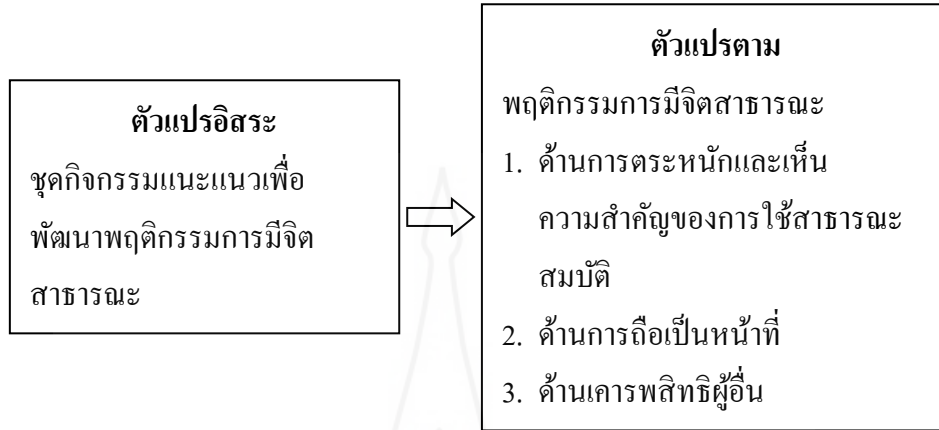 ตัวแปรอิสระ
ชุดกิจกรรมแนะแนวเพื่อ
พัฒนาพฤติกรรมการมีจิต
สาธารณะ
ตัวแปรตาม
พฤติกรรมการมีจิตสาธารณะ
1. ด้านการตระหนักและเห็น
ความสำคัญของการใช้สาธารณะ
สมบัติ
2. ด้านการถือเป็นหน้าที่
3. ด้านเคารพสิทธิผู้อื่น